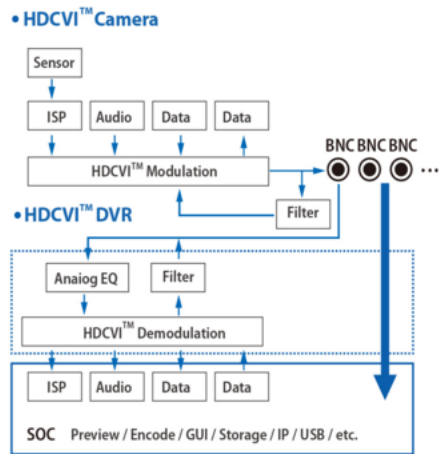 • HDCVI™ Camera
Sensor
ISP Audio Data Data
BNC BNC BNC
HDCVI™ Modulation
...
Filter
• HDCVI™ DVR
Anaiog EQ Filter
HDCVI™ Demodulation
ISP Audio Data Data
SOC Preview / Encode / GUI / Storage / IP / USB / etc.